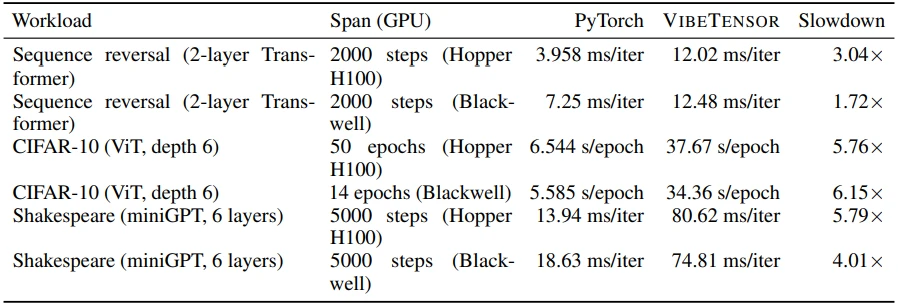 Workload Span (GPU) PyTorch VIBETENSOR Slowdown
Sequence reversal (2-layer Trans- 2000 steps (Hopper 3.958 ms/iter 12.02 ms/iter 3.04×
former) H100)
Sequence reversal (2-layer Trans- 2000 steps (Black- 7.25 ms/iter 12.48 ms/iter 1.72×
former) well)
CIFAR-10 (ViT, depth 6) 50 epochs (Hopper 6.544 s/epoch 37.67 s/epoch 5.76×
H100)
CIFAR-10 (ViT, depth 6) 14 epochs (Blackwell) 5.585 s/epoch 34.36 s/epoch 6.15×
Shakespeare (miniGPT, 6 layers) 5000 steps (Hopper 13.94 ms/iter 80.62 ms/iter 5.79×
H100)
Shakespeare (miniGPT, 6 layers) 5000 steps (Black- 18.63 ms/iter 74.81 ms/iter 4.01×
well)